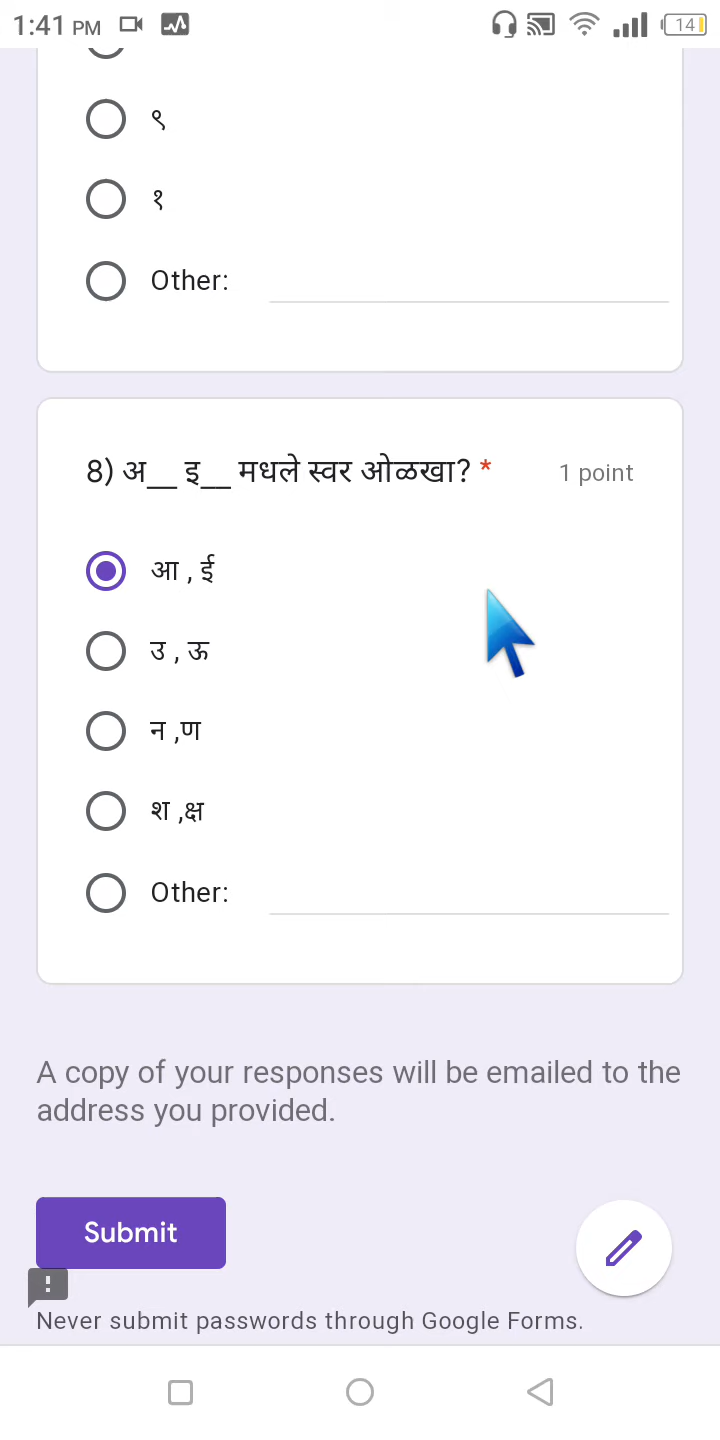 1:41 PM 14
९
१
Other:
8) अ__ इ__ मधले स्वर ओळखा? * 1 point
आ , ई
उ , ऊ
न ,ण
श ,क्ष
Other:
A copy of your responses will be emailed to the
address you provided.
Submit
!
Never submit passwords through Google Forms.